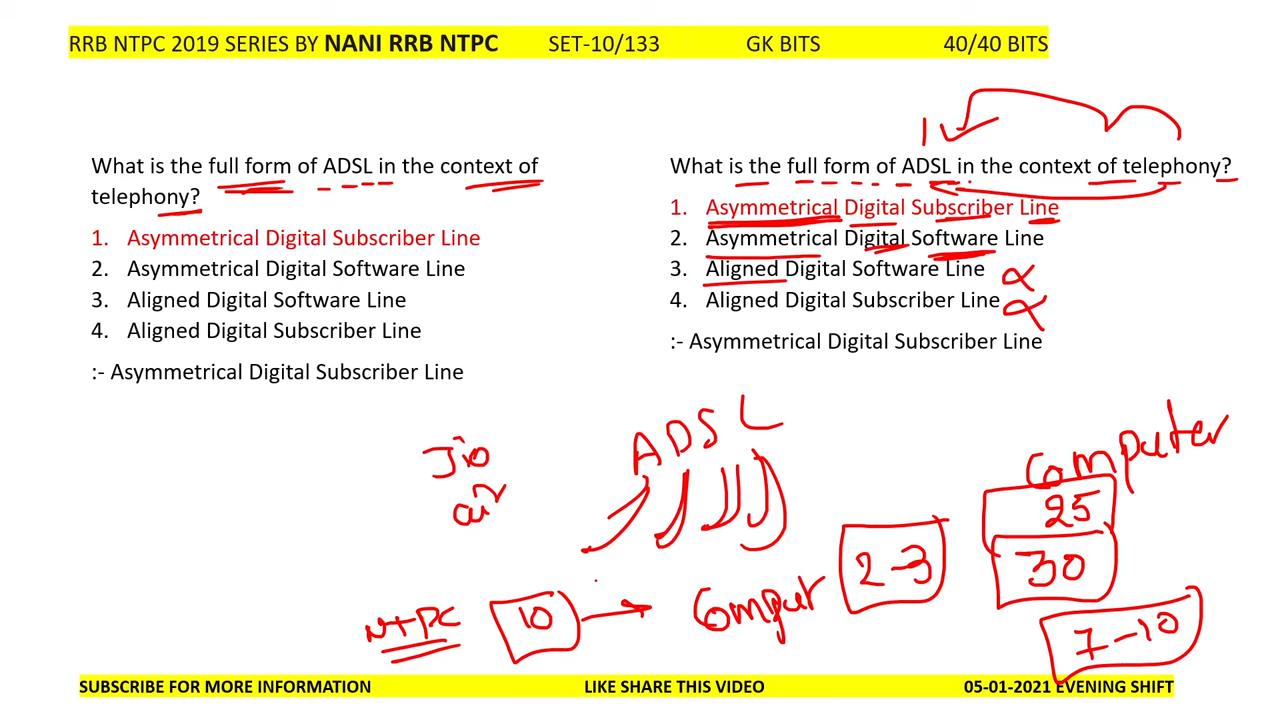 RRB NTPC 2019 SERIES BY NANI RRB NTPC SET-10/133 GK BITS 40/40 BITS
What is the full form of ADSL in the context of
telephony?
1. Asymmetrical Digital Subscriber Line
2. Asymmetrical Digital Software Line
3. Aligned Digital Software Line
4. Aligned Digital Subscriber Line
:- Asymmetrical Digital Subscriber Line
1
What is the full form of ADSL in the context of telephony?
1. Asymmetrical Digital Subscriber Line
2. Asymmetrical Digital Software Line
3. Aligned Digital Software Line
4. Aligned Digital Subscriber Line
:- Asymmetrical Digital Subscriber Line
ADSL
Jio
air
Computer
25
30
2-3
NTPC 10 Comput
7-10
SUBSCRIBE FOR MORE INFORMATION LIKE SHARE THIS VIDEO 05-01-2021 EVENING SHIFT